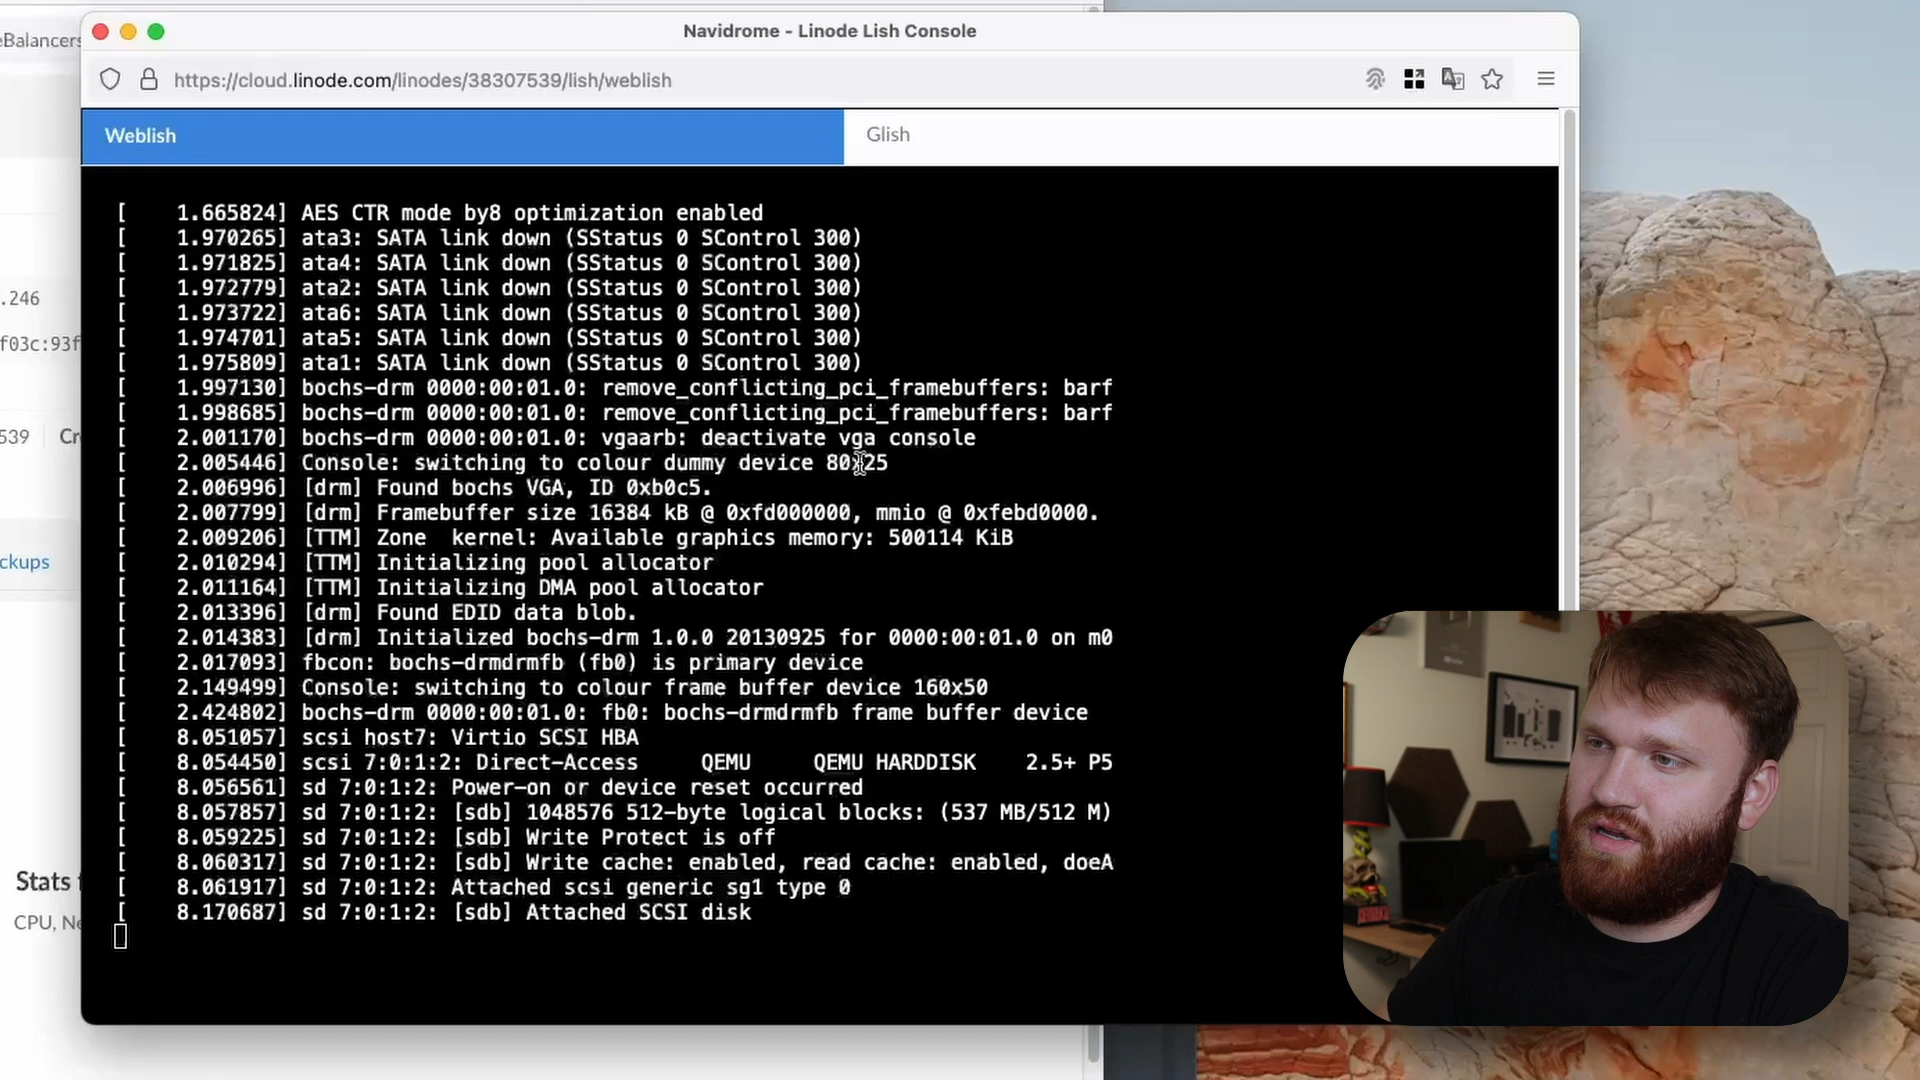 Navidrome - Linode Lish Console
eBalancers
https://cloud.linode.com/linodes/38307539/lish/weblish
Weblish
Glish
[    1.665824] AES CTR mode by8 optimization enabled
[    1.970265] ata3: SATA link down (SStatus 0 SControl 300)
[    1.971825] ata4: SATA link down (SStatus 0 SControl 300)
[    1.972779] ata2: SATA link down (SStatus 0 SControl 300)
.246
[    1.973722] ata6: SATA link down (SStatus 0 SControl 300)
[    1.974701] ata5: SATA link down (SStatus 0 SControl 300)
f03c:93f
[    1.975809] ata1: SATA link down (SStatus 0 SControl 300)
[    1.997130] bochs-drm 0000:00:01.0: remove_conflicting_pci_framebuffers: barf
[    1.998685] bochs-drm 0000:00:01.0: remove_conflicting_pci_framebuffers: barf
539 Cr
[    2.001170] bochs-drm 0000:00:01.0: vgaarb: deactivate vga console
[    2.005446] Console: switching to colour dummy device 80x25
[    2.006996] [drm] Found bochs VGA, ID 0xb0c5.
[    2.007799] [drm] Framebuffer size 16384 kB @ 0xfd000000, mmio @ 0xfebd0000.
[    2.009206] [TTM] Zone  kernel: Available graphics memory: 500114 KiB
ckups
[    2.010294] [TTM] Initializing pool allocator
[    2.011164] [TTM] Initializing DMA pool allocator
[    2.013396] [drm] Found EDID data blob.
[    2.014383] [drm] Initialized bochs-drm 1.0.0 20130925 for 0000:00:01.0 on m0
[    2.017093] fbcon: bochs-drmdrmfb (fb0) is primary device
[    2.149499] Console: switching to colour frame buffer device 160x50
[    2.424802] bochs-drm 0000:00:01.0: fb0: bochs-drmdrmfb frame buffer device
[    8.051057] scsi host7: Virtio SCSI HBA
[    8.054450] scsi 7:0:1:2: Direct-Access     QEMU     QEMU HARDDISK    2.5+ P5
[    8.056561] sd 7:0:1:2: Power-on or device reset occurred
[    8.057857] sd 7:0:1:2: [sdb] 1048576 512-byte logical blocks: (537 MB/512 M)
[    8.059225] sd 7:0:1:2: [sdb] Write Protect is off
[    8.060317] sd 7:0:1:2: [sdb] Write cache: enabled, read cache: enabled, doeA
Stats
[    8.061917] sd 7:0:1:2: Attached scsi generic sg1 type 0
[    8.170687] sd 7:0:1:2: [sdb] Attached SCSI disk
CPU, Ne